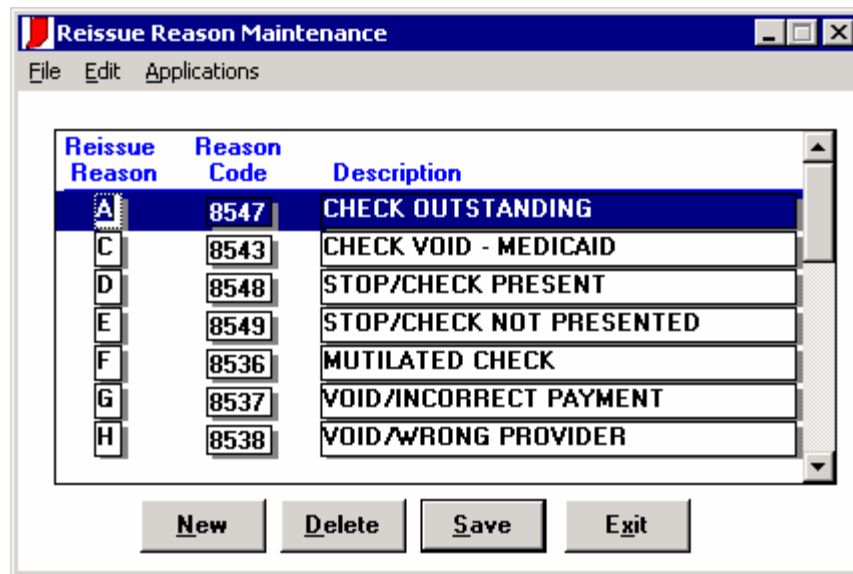 Reissue Reason Maintenance
File Edit Applications
Reissue Reason
Reason Code Description
A 8547 CHECK OUTSTANDING
C 8543 CHECK VOID - MEDICAID
D 8548 STOP/CHECK PRESENT
E 8549 STOP/CHECK NOT PRESENTED
F 8536 MUTILATED CHECK
G 8537 VOID/INCORRECT PAYMENT
H 8538 VOID/WRONG PROVIDER
New Delete Save Exit